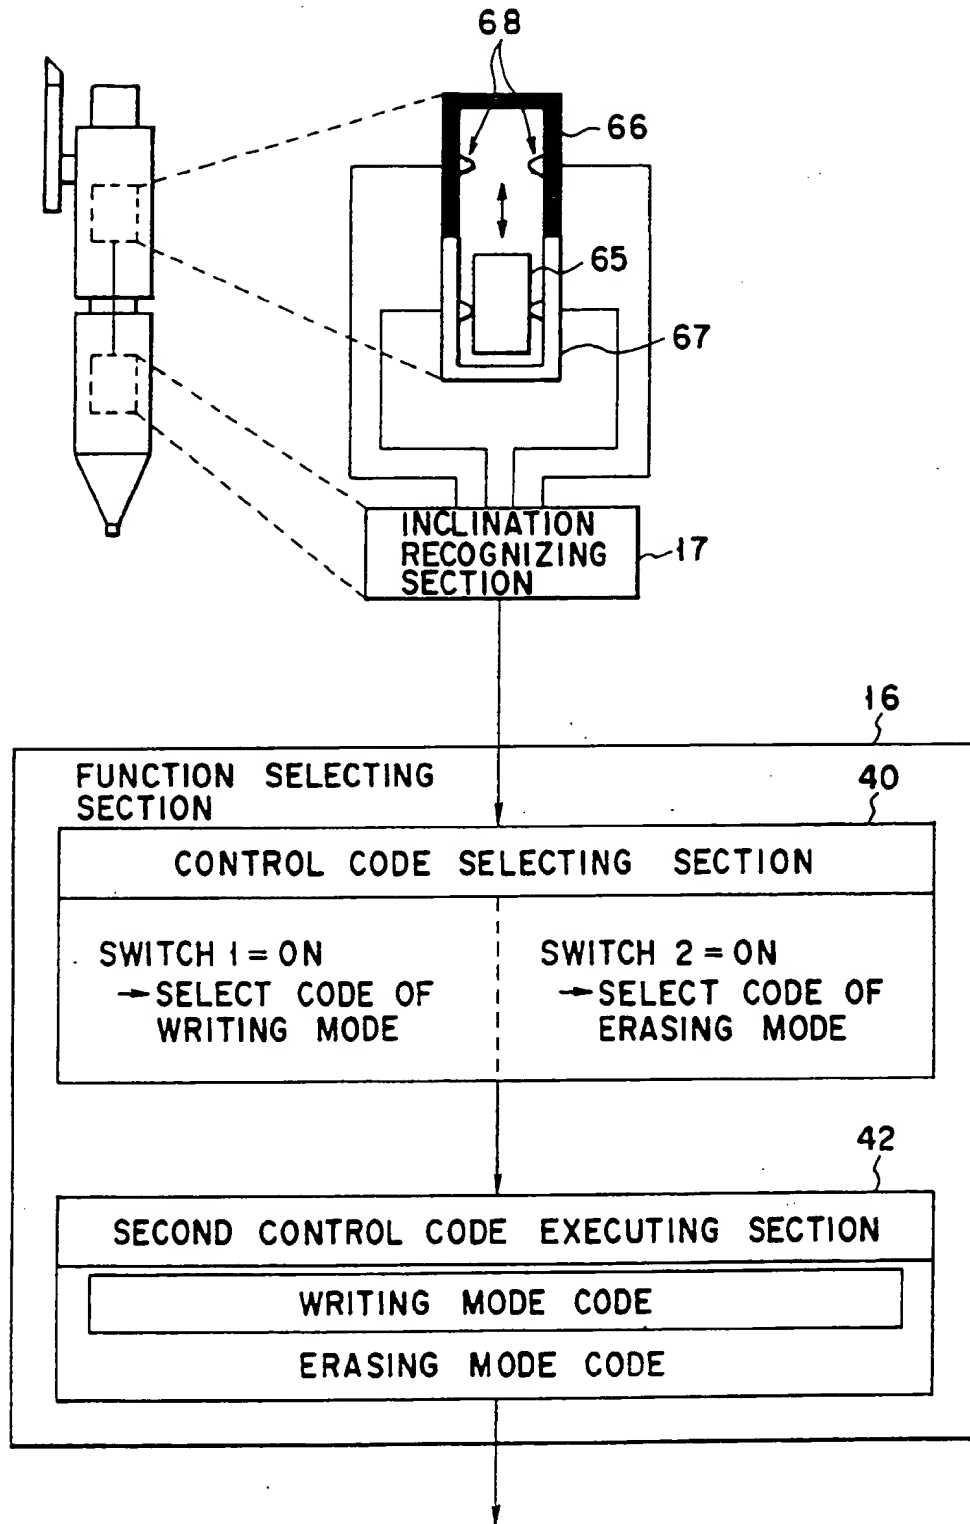 68
66
65
67
INCLINATION
RECOGNIZING
SECTION
17
16
FUNCTION SELECTING
SECTION
40
CONTROL CODE SELECTING SECTION
SWITCH 1 = ON
→ SELECT CODE OF
WRITING MODE
SWITCH 2 = ON
→ SELECT CODE OF
ERASING MODE
42
SECOND CONTROL CODE EXECUTING SECTION
WRITING MODE CODE
ERASING MODE CODE